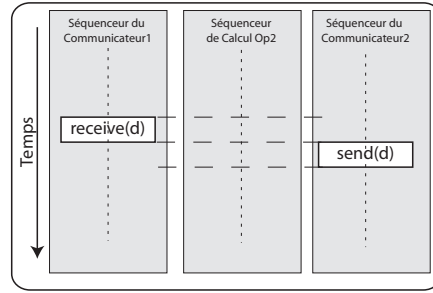 Séquenceur du
Communicateur1
Séquenceur
de Calcul Op2
Séquenceur du
Communicateur2
Temps
receive(d)
send(d)